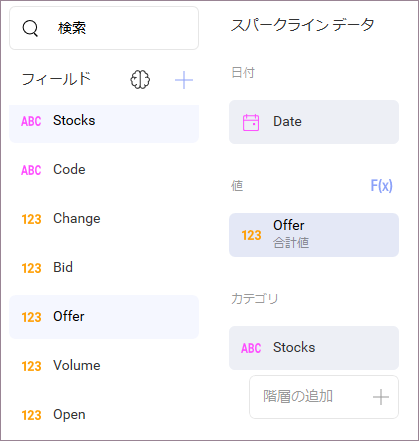 検索
フィールド
ABC Stocks
ABC Code
123 Change
123 Bid
123 Offer
123 Volume
123 Open
スパークライン データ
日付
Date
値 F(x)
123 Offer
合計値
カテゴリ
ABC Stocks
階層の追加